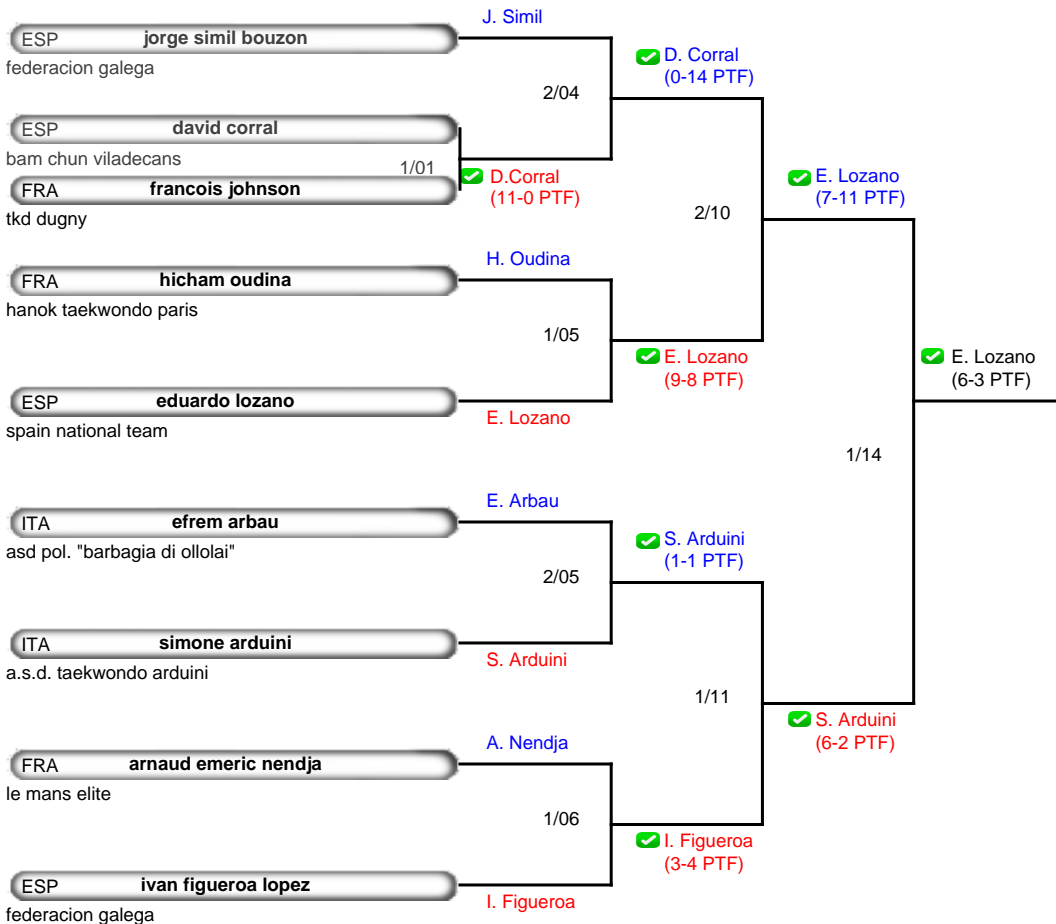 J. Simil
ESP jorge simil bouzon
federacion galega
D. Corral
(0-14 PTF)
2/04
ESP david corral
bam chun viladecans
1/01
D.Corral
(11-0 PTF)
FRA francois johnson
tkd dugny
E. Lozano
(7-11 PTF)
2/10
H. Oudina
FRA hicham oudina
hanok taekwondo paris
1/05
E. Lozano
(9-8 PTF)
E. Lozano
(6-3 PTF)
ESP eduardo lozano
spain national team
E. Lozano
1/14
E. Arbau
ITA efrem arbau
asd pol. "barbagia di ollolai"
S. Arduini
(1-1 PTF)
2/05
ITA simone arduini
a.s.d. taekwondo arduini
S. Arduini
1/11
S. Arduini
(6-2 PTF)
A. Nendja
FRA arnaud emeric nendja
le mans elite
1/06
I. Figueroa
(3-4 PTF)
ESP ivan figueroa lopez
federacion galega
I. Figueroa